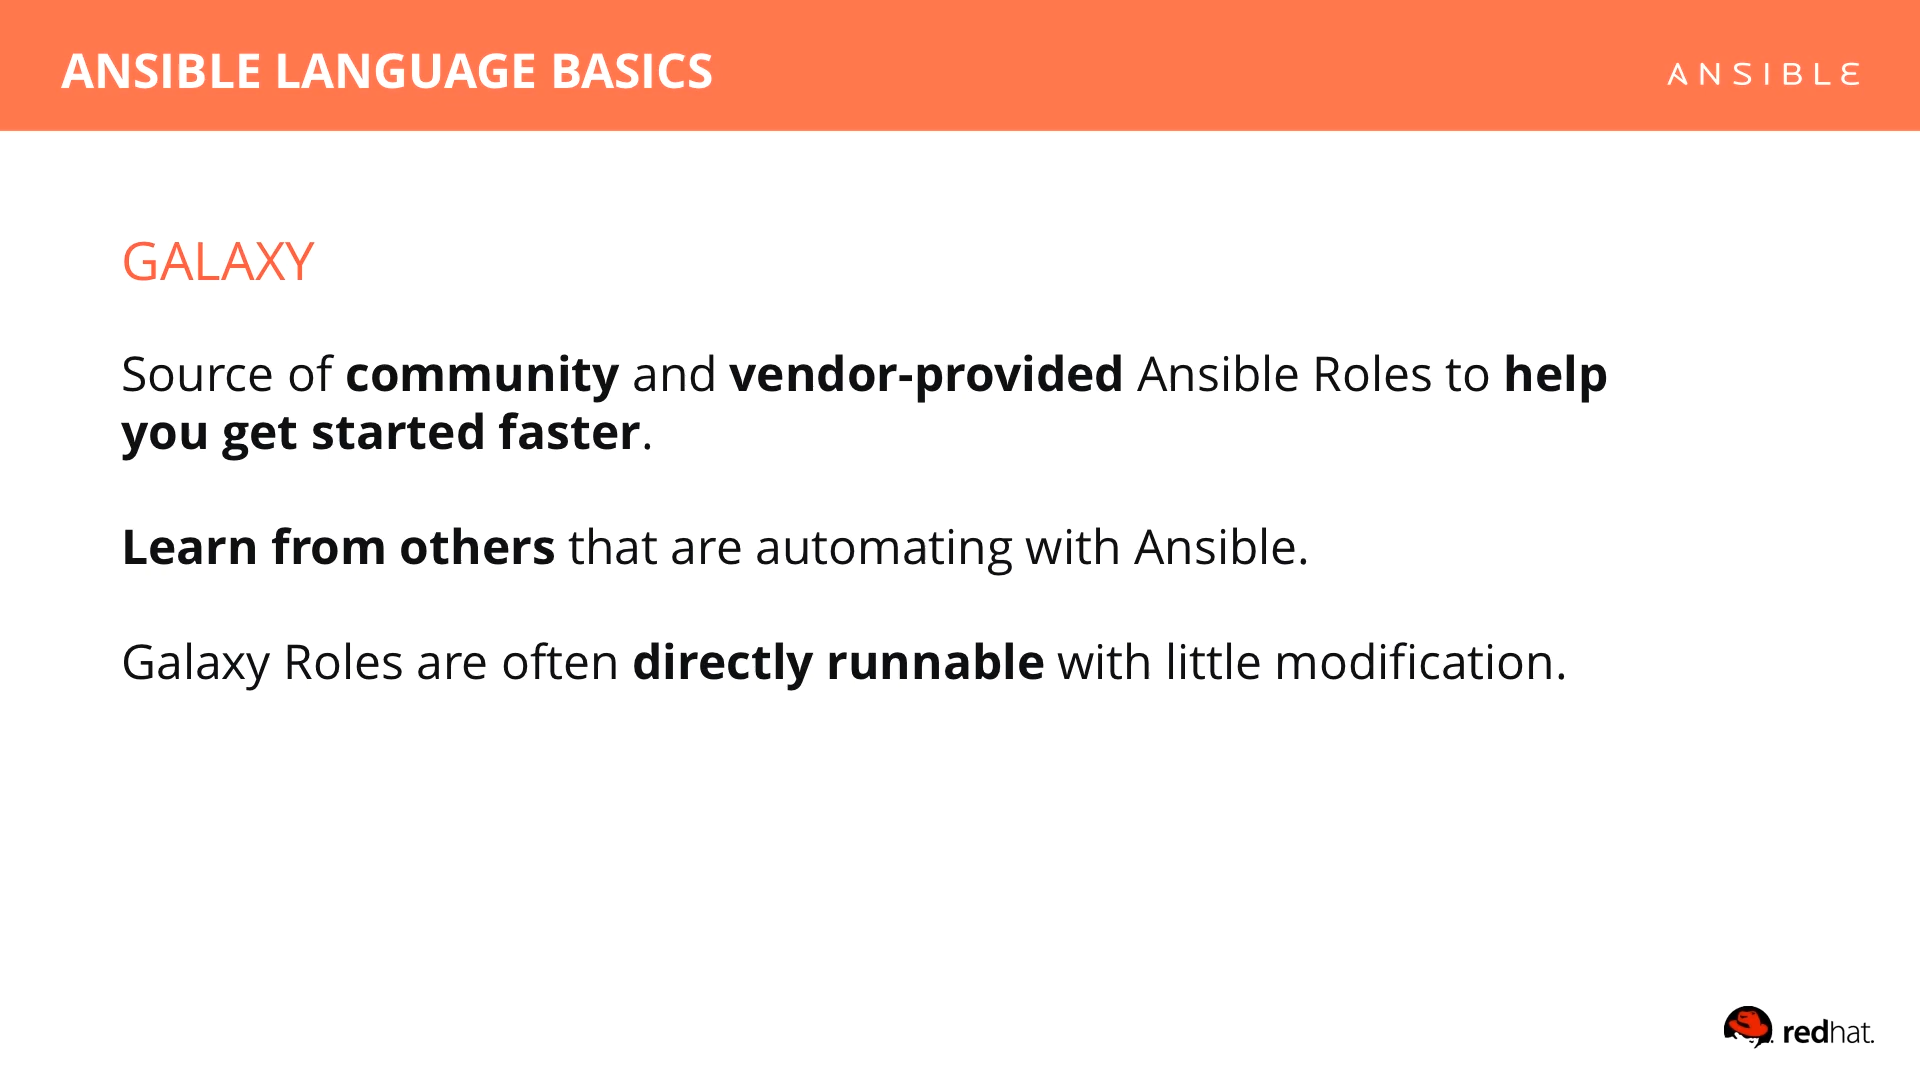 ANSIBLE LANGUAGE BASICS
ANSIBLE
GALAXY
Source of community and vendor-provided Ansible Roles to help
you get started faster.
Learn from others that are automating with Ansible.
Galaxy Roles are often directly runnable with little modification.
redhat.